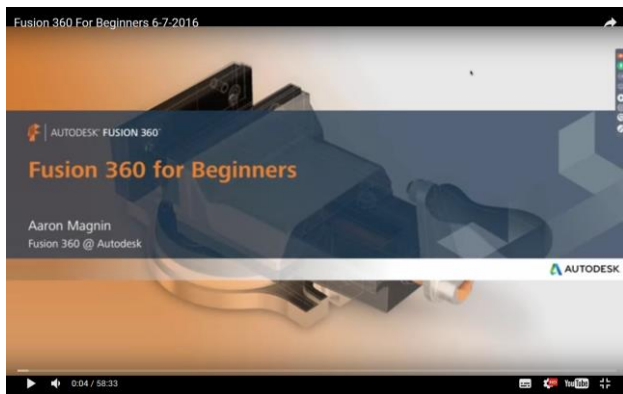 Fusion 360 For Beginners 6-7-2016
AUTODESK® FUSION 360™
Fusion 360 for Beginners
Aaron Magnin
Fusion 360 @ Autodesk
AUTODESK
0:04 / 58:33
YouTube